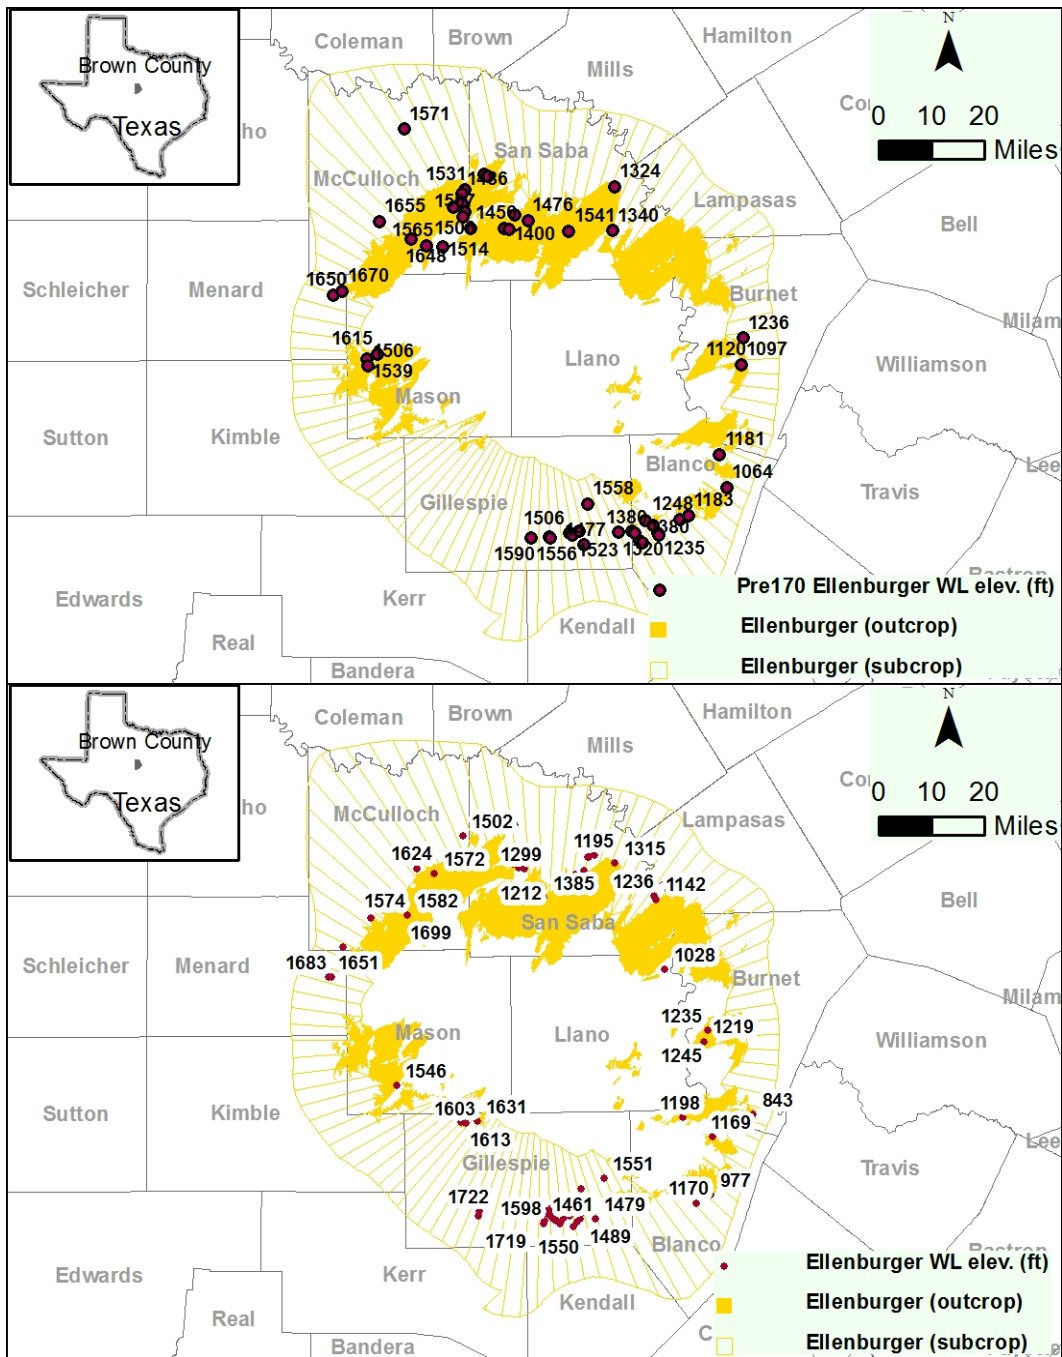 Brown County
Texas
N
0 10 20
Miles
Coleman
Brown
Hamilton
Mills
ho
1571
San Saba
McCulloch
1531
1324
Lampasas
1655
1476
1541
1340
Bell
1565
1400
1648
1514
Schleicher
Menard
1650
1670
Burnet
Milam
1236
1615
1506
1120
1097
Llano
Williamson
1539
Mason
Sutton
Kimble
1181
Blanco
Lee
1064
Gillespie
1558
Travis
1248
1183
1506
1380
1590
1556
1523
1320
1235
Edwards
Kerr
Kendall
Real
Bandera
Pre170 Ellenburger WL elev. (ft)
Ellenburger (outcrop)
Ellenburger (subcrop)
Brown County
Texas
N
0 10 20
Miles
Coleman
Brown
Hamilton
Mills
ho
McCulloch
1502
Lampasas
1624
1572
1299
1195
1315
1574
1582
1212
1385
1236
1142
Bell
1699
San Saba
Schleicher
Menard
1683
1651
1028
Burnet
Milam
1235
1219
Mason
Llano
Williamson
1245
1546
Sutton
Kimble
1603
1631
1198
843
1613
1169
Lee
Gillespie
1551
1170
977
Travis
1722
1598
1461
1479
1719
1550
1489
Blanco
Edwards
Kerr
Kendall
Real
Bandera
Ellenburger WL elev. (ft)
Ellenburger (outcrop)
Ellenburger (subcrop)